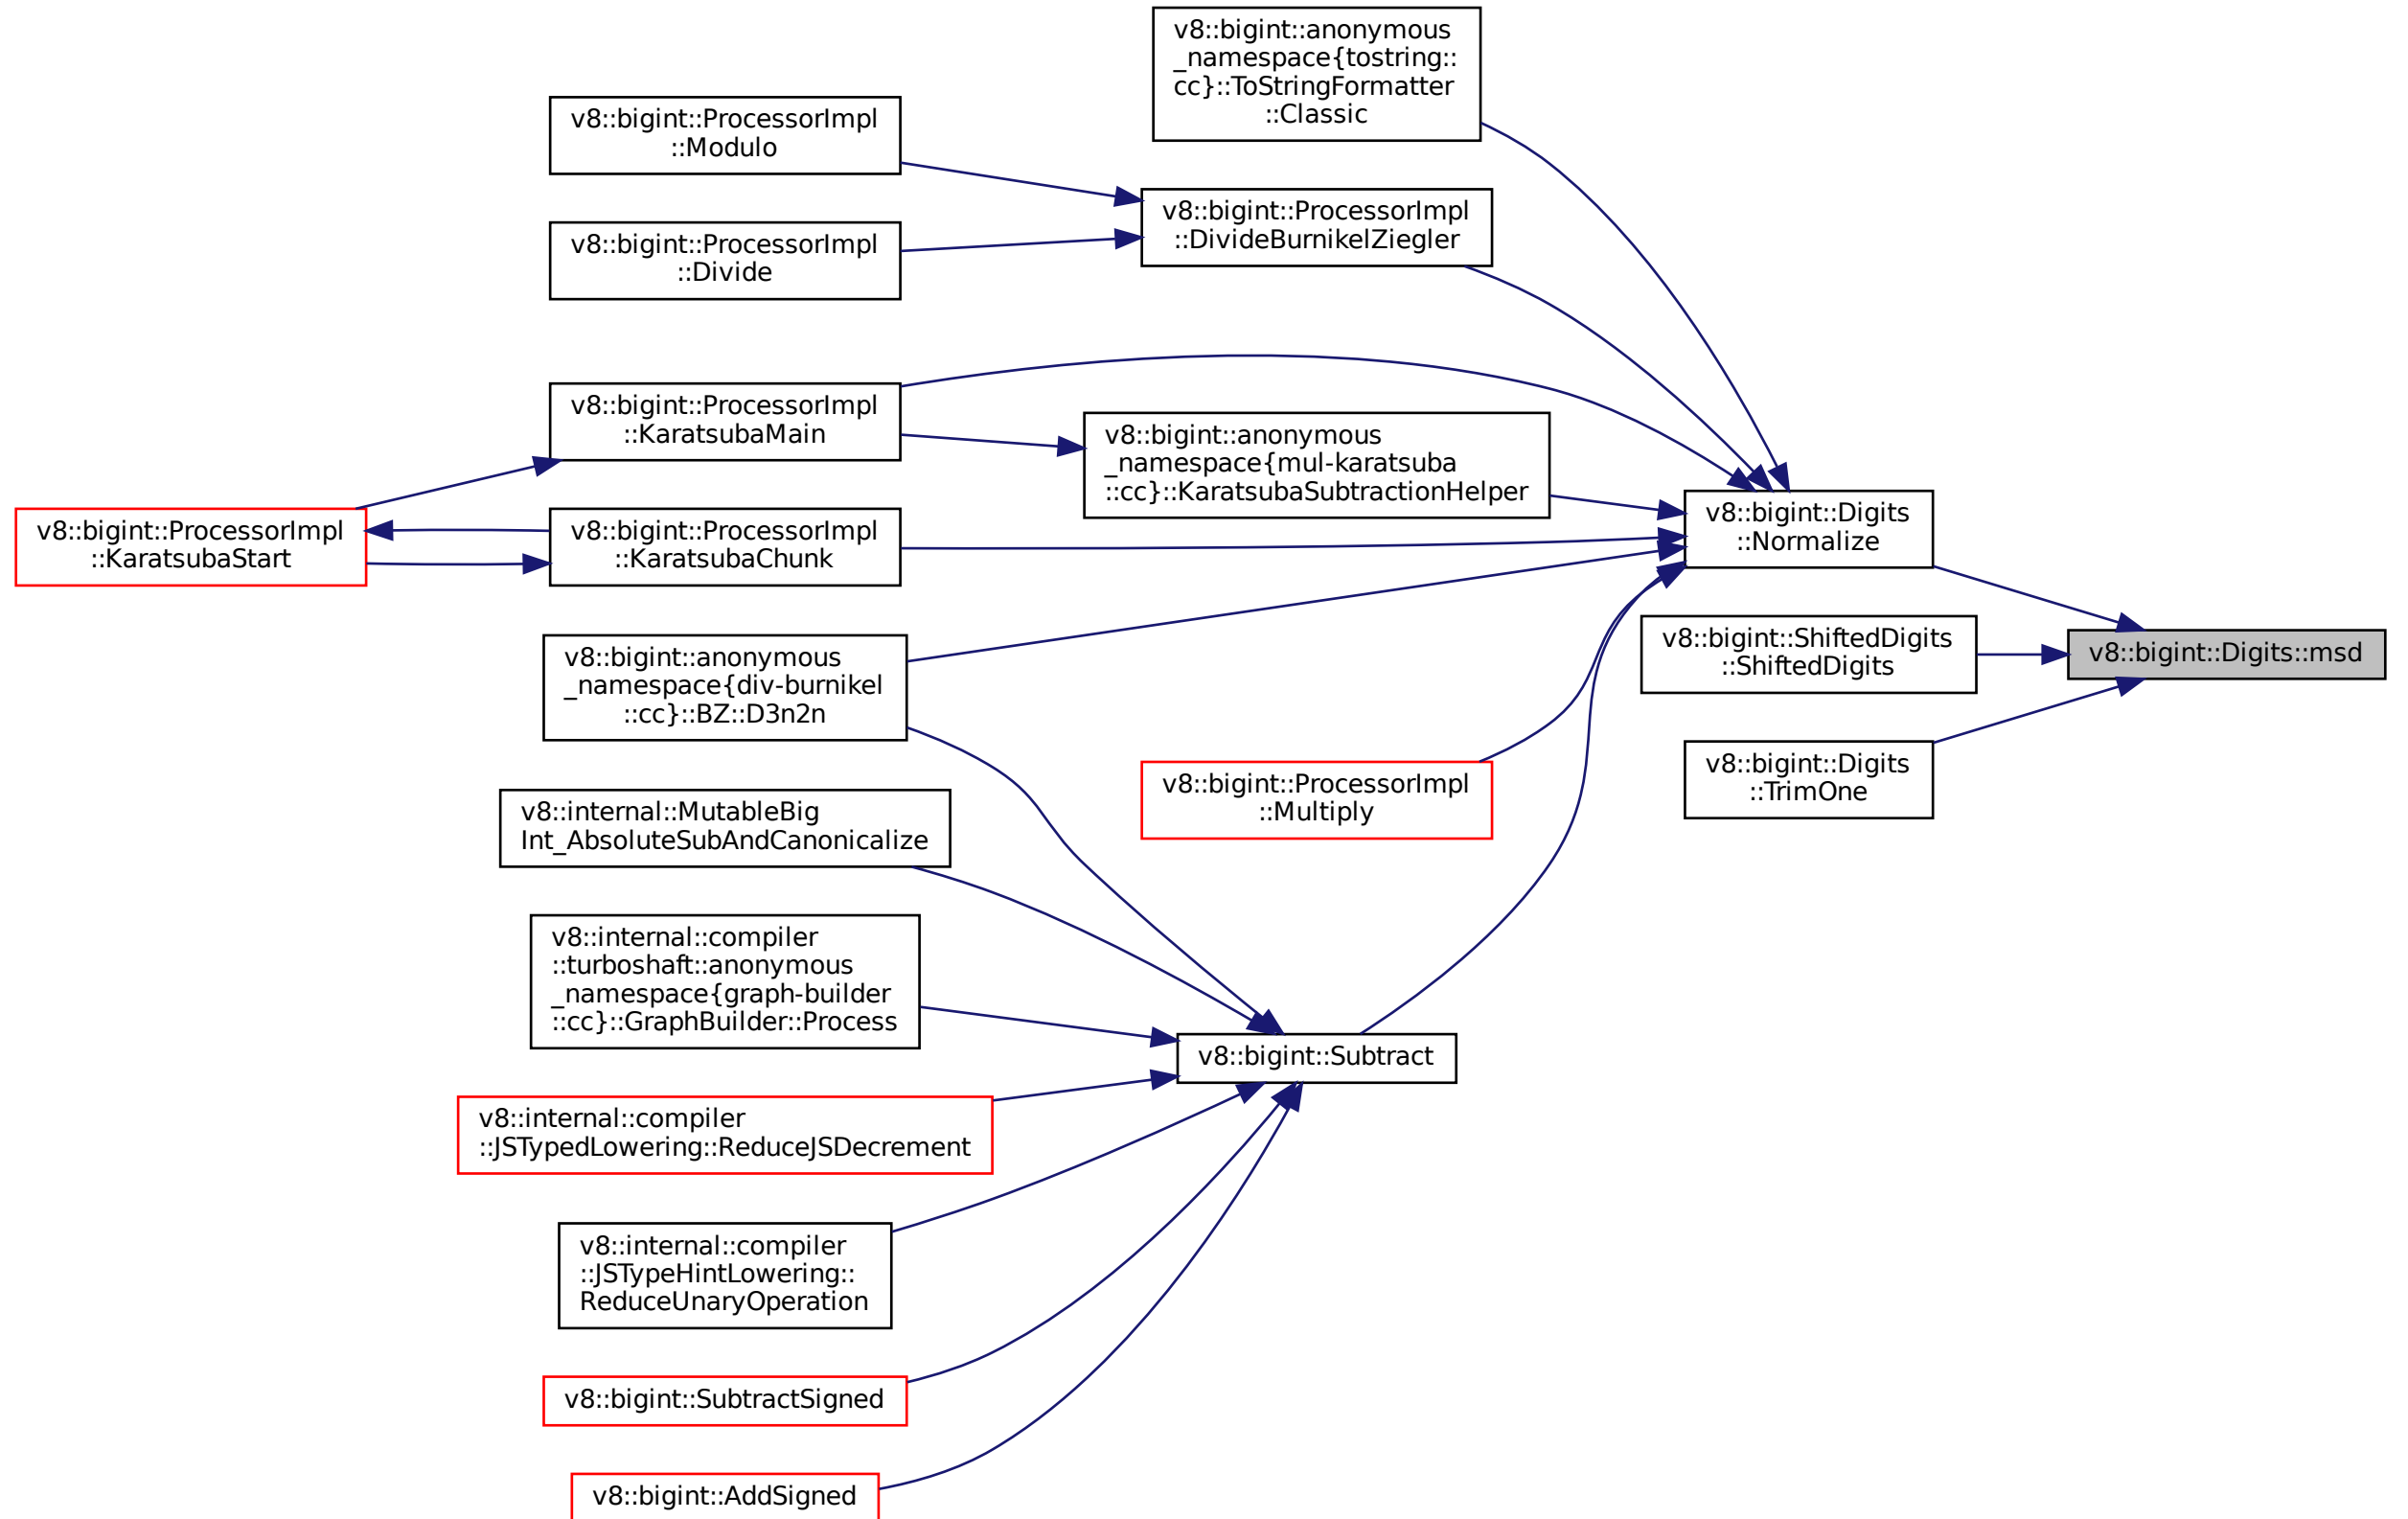 v8::bigint::anonymous
_namespace{tostring::
cc}::ToStringFormatter
::Classic
v8::bigint::ProcessorImpl
::Modulo
v8::bigint::ProcessorImpl
::DivideBurnikelZiegler
v8::bigint::ProcessorImpl
::Divide
v8::bigint::ProcessorImpl
::KaratsubaMain
v8::bigint::anonymous
_namespace{mul-karatsuba
::cc}::KaratsubaSubtractionHelper
v8::bigint::Digits
::Normalize
v8::bigint::ProcessorImpl
::KaratsubaStart
v8::bigint::ProcessorImpl
::KaratsubaChunk
v8::bigint::ShiftedDigits
::ShiftedDigits
v8::bigint::Digits::msd
v8::bigint::anonymous
_namespace{div-burnikel
::cc}::BZ::D3n2n
v8::bigint::Digits
::TrimOne
v8::bigint::ProcessorImpl
::Multiply
v8::internal::MutableBig
Int_AbsoluteSubAndCanonicalize
v8::internal::compiler
::turboshaft::anonymous
_namespace{graph-builder
::cc}::GraphBuilder::Process
v8::bigint::Subtract
v8::internal::compiler
::JSTypedLowering::ReduceJSDecrement
v8::internal::compiler
::JSTypeHintLowering::
ReduceUnaryOperation
v8::bigint::SubtractSigned
v8::bigint::AddSigned